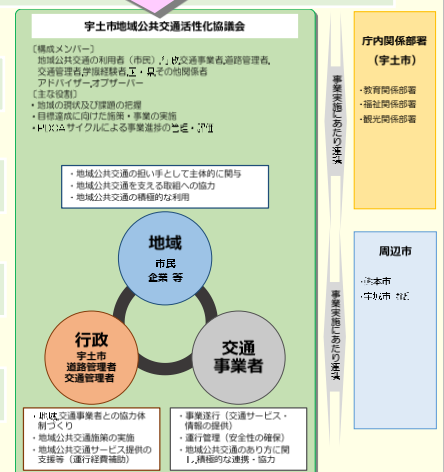 宇土市地域公共交通活性化協議会
〔構成メンバー〕
地域公共交通の利用者（市民）、行政、交通事業者、道路管理者、
交通管理者、学識経験者、国・県、その他関係者
アドバイザー、オブザーバー
〔主な役割〕
・地域の現状及び課題の把握
・目標達成に向けた施策・事業の実施
・PDCAサイクルによる事業進捗の管理・評価
・地域公共交通の担い手として主体的に関与
・地域公共交通を支える取組への協力
・地域公共交通の積極的な利用
地域
市民
企業 等
行政
宇土市
道路管理者
交通管理者
交通
事業者
・地域交通事業者との協力体
制づくり
・地域公共交通施策の実施
・地域公共交通サービス提供の
支援等（運行経費補助）
・事業遂行（交通サービス・
情報の提供）
・運行管理（安全性の確保）
・地域公共交通のあり方に関
し、積極的な連携・協力
事業実施にあたり連携
事業実施にあたり連携
庁内関係部署
（宇土市）
・教育関係部署
・福祉関係部署
・観光関係部署
周辺市
・熊本市
・宇城市